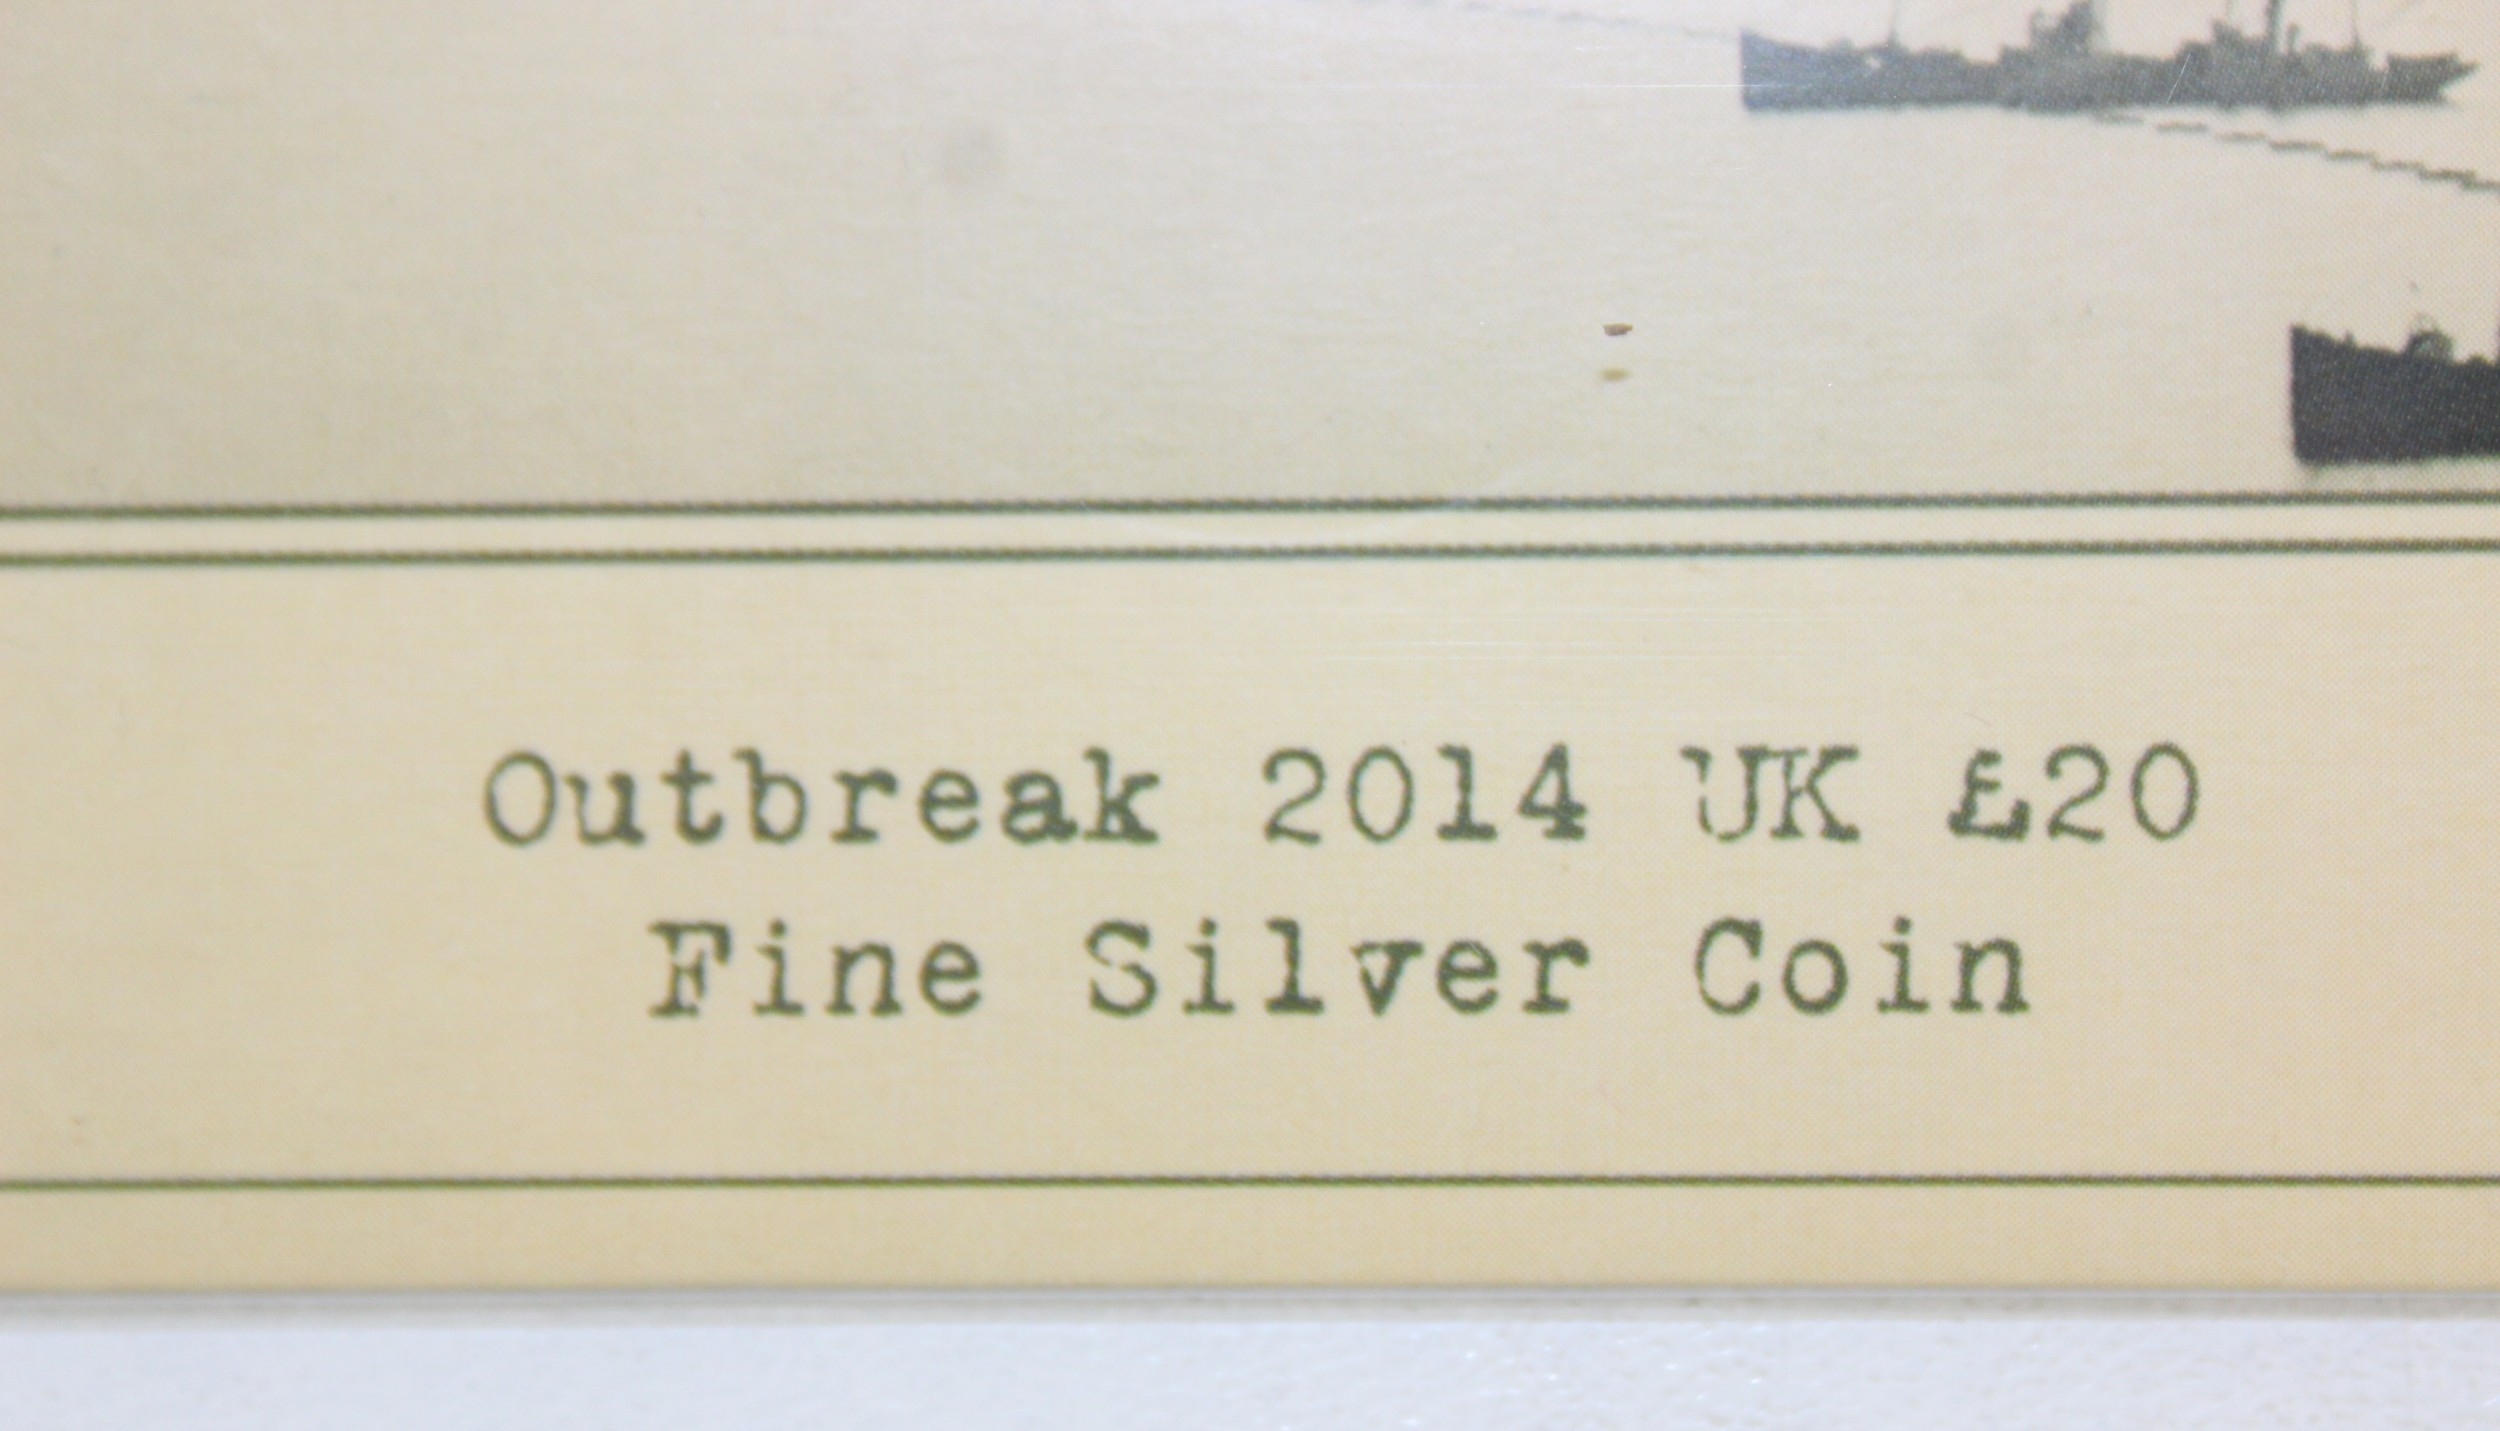 Outbreak 2014 UK £20
Fine Silver Coin